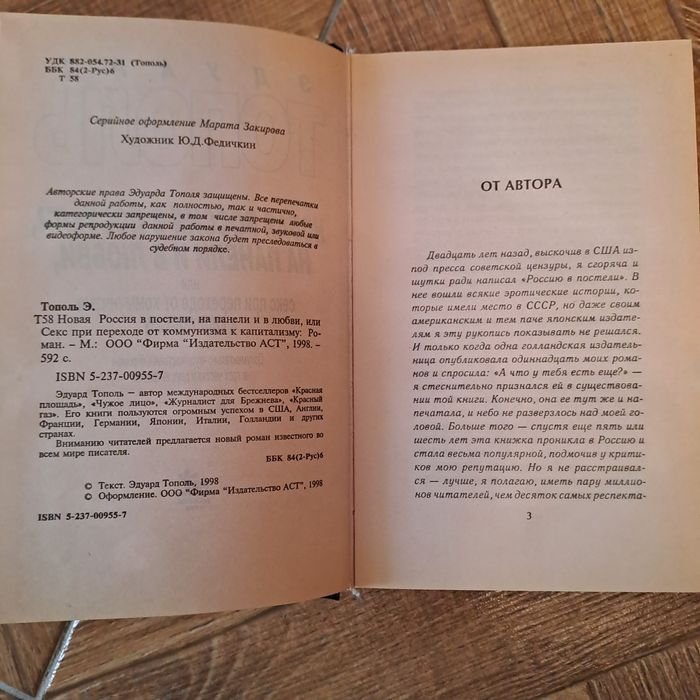 УДК 882-054.72-31 (Тополь)
ББК 84(2-Рус)6
Т 58
Серийное оформление Марата Закирова
Художник Ю.Д.Федичкин
Авторские права Эдуарда Тополя защищены. Все перепечатки
данной работы, как полностью, так и частично,
категорически запрещены, в том числе запрещены любые
формы репродукции данной работы в печатной, звуковой или
видеоформе. Любое нарушение закона будет преследоваться в
судебном порядке.
Тополь Э.
Т58 Новая Россия в постели, на панели и в любви, или
Секс при переходе от коммунизма к капитализму: Ро-
ман. – М.: ООО "Фирма "Издательство АСТ", 1998.-
592 с.
ISBN 5-237-00955-7
Эдуард Тополь – автор международных бестселлеров «Красная
площадь», «Чужое лицо», «Журналист для Брежнева», «Красный
газ». Его книги пользуются огромным успехом в США, Англии,
Франции, Германии, Японии, Италии, Голландии и других
странах.
Вниманию читателей предлагается новый роман известного во
всем мире писателя.
ББК 84(2-Рус)6
© Текст. Эдуард Тополь, 1998
© Оформление. ООО "Фирма "Издательство АСТ", 1998
ISBN 5-237-00955-7
ОТ АВТОРА
Двадцать лет назад, выскочив в США из-
под пресса советской цензуры, я сгоряча и
шутки ради написал «Россию в постели». В
нее вошли всякие эротические истории, ко-
торые имели место в СССР, но даже своим
американским и тем паче японским издате-
лям я эту рукопись показывать не решался.
И только когда одна голландская издатель-
ница опубликовала одиннадцать моих рома-
нов и спросила: «А что у тебя есть еще?» —
я стеснительно признался ей в существова-
нии той книги. Конечно, она ее тут же и на-
печатала, и небо не разверзлось над моей го-
ловой. Больше того — спустя еще пять или
шесть лет эта книжка проникла в Россию и
стала весьма популярной, подмочив у крити-
ков мою репутацию. Но я не расстраивал-
ся — лучше, я полагаю, иметь пару миллио-
нов читателей, чем десяток самых респекта-
3